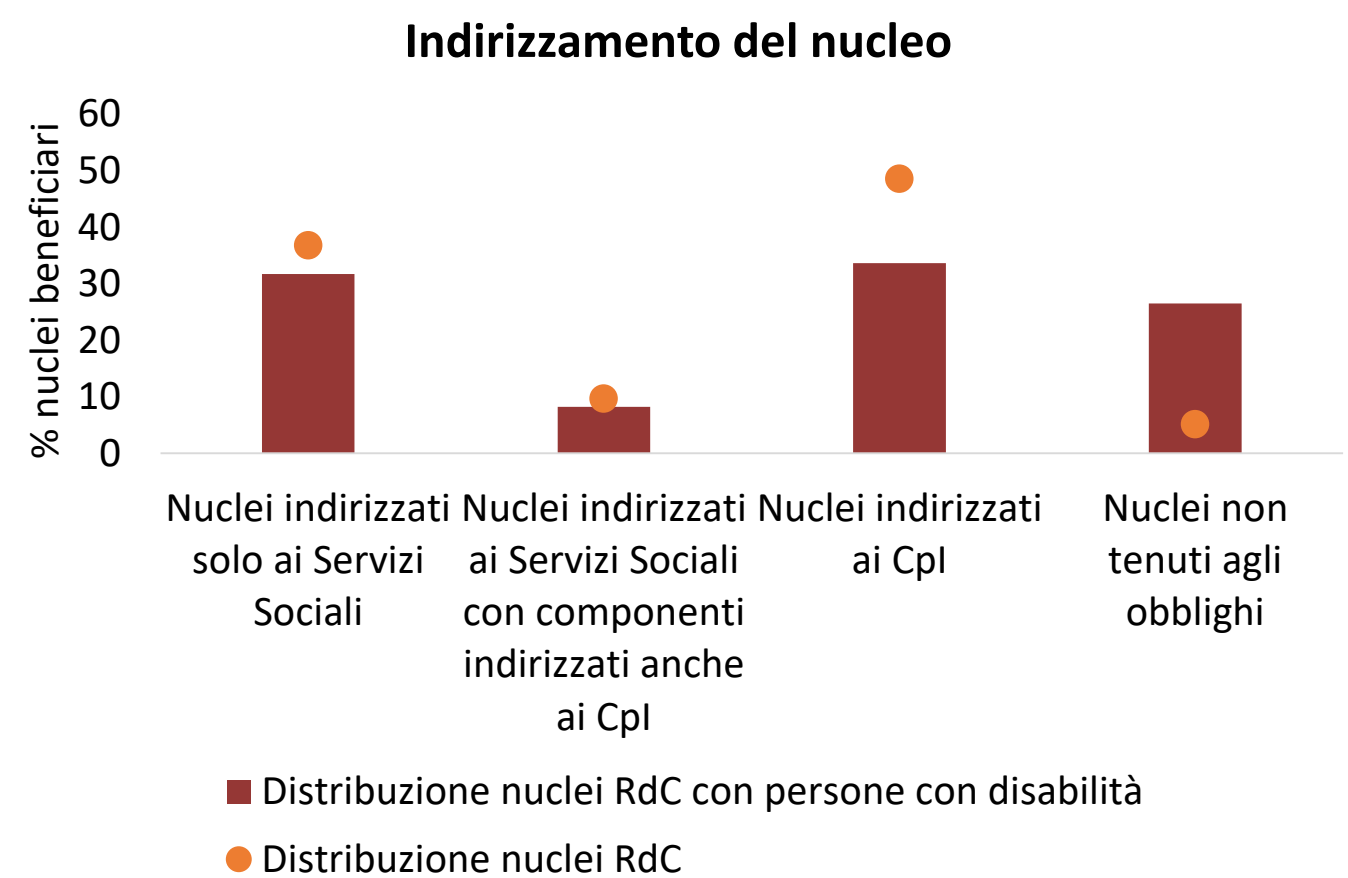 Indirizzamento del nucleo
% nuclei beneficiari
60
50
40
30
20
10
0
Nuclei indirizzati
solo ai Servizi
Sociali
Nuclei indirizzati
ai Servizi Sociali
con componenti
indirizzati anche
ai CpI
Nuclei indirizzati
ai CpI
Nuclei non
tenuti agli
obblighi
Distribuzione nuclei RdC con persone con disabilità
Distribuzione nuclei RdC